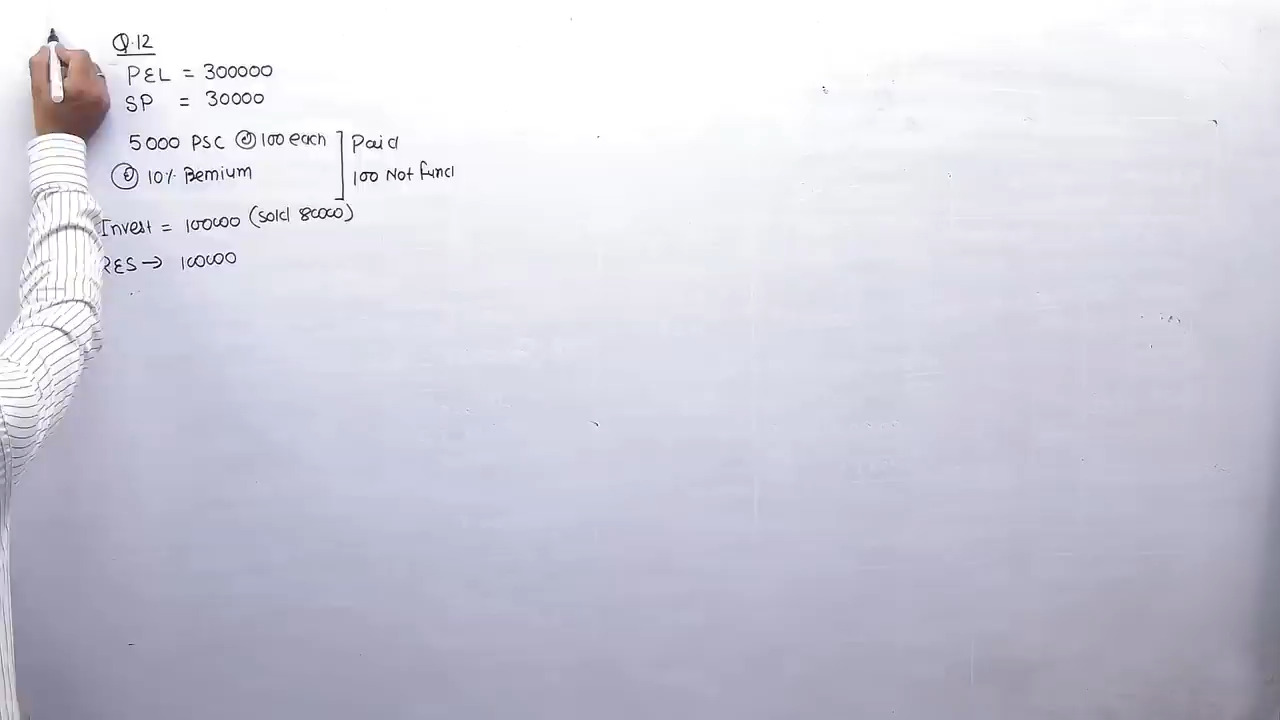 Q.12
P&L = 300000
SP = 30000
5000 PSC @ 100 each
@ 10% Premium
Paid
100 Not Fund
Invest = 100000 (sold 80000)
R&S → 100000